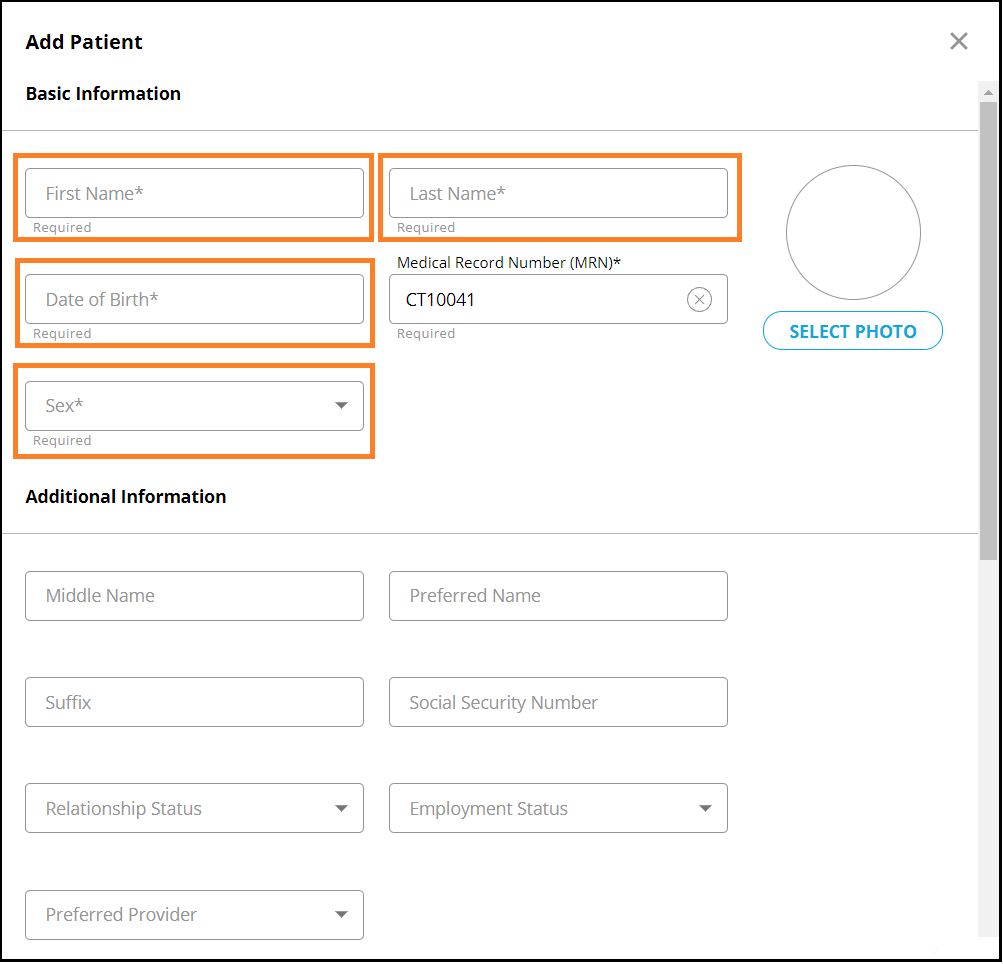 Add Patient
Basic Information
First Name*
Required
Last Name*
Required
Date of Birth*
Required
Medical Record Number (MRN)*
CT10041
Required
SELECT PHOTO
Sex*
Required
Additional Information
Middle Name
Preferred Name
Suffix
Social Security Number
Relationship Status
Employment Status
Preferred Provider